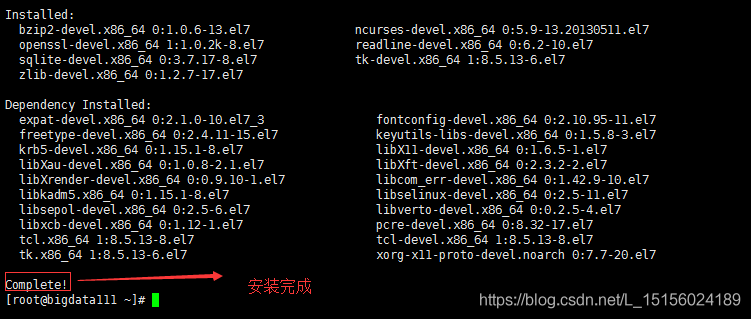 Installed:
bzip2-devel.x86_64 0:1.0.6-13.el7 ncurses-devel.x86_64 0:5.9-13.20130511.el7
openssl-devel.x86_64 1:1.0.2k-8.el7 readline-devel.x86_64 0:6.2-10.el7
sqlite-devel.x86_64 0:3.7.17-8.el7 tk-devel.x86_64 1:8.5.13-6.el7
zlib-devel.x86_64 0:1.2.7-17.el7
Dependency Installed:
expat-devel.x86_64 0:2.1.0-10.el7_3 fontconfig-devel.x86_64 0:2.10.95-11.el7
freetype-devel.x86_64 0:2.4.11-15.el7 keyutils-libs-devel.x86_64 0:1.5.8-3.el7
krb5-devel.x86_64 0:1.15.1-8.el7 libX11-devel.x86_64 0:1.6.5-1.el7
libXau-devel.x86_64 0:1.0.8-2.1.el7 libXft-devel.x86_64 0:2.3.2-2.el7
libXrender-devel.x86_64 0:0.9.10-1.el7 libcom_err-devel.x86_64 0:1.42.9-10.el7
libkadm5.x86_64 0:1.15.1-8.el7 libselinux-devel.x86_64 0:2.5-11.el7
libsepol-devel.x86_64 0:2.5-6.el7 libverto-devel.x86_64 0:0.2.5-4.el7
libxcb-devel.x86_64 0:1.12-1.el7 pcre-devel.x86_64 0:8.32-17.el7
tcl.x86_64 1:8.5.13-8.el7 tcl-devel.x86_64 1:8.5.13-8.el7
tk.x86_64 1:8.5.13-6.el7 xorg-x11-proto-devel.noarch 0:7.7-20.el7
Complete!
安装完成
[root@bigdata111 ~]#
https://blog.csdn.net/L_15156024189